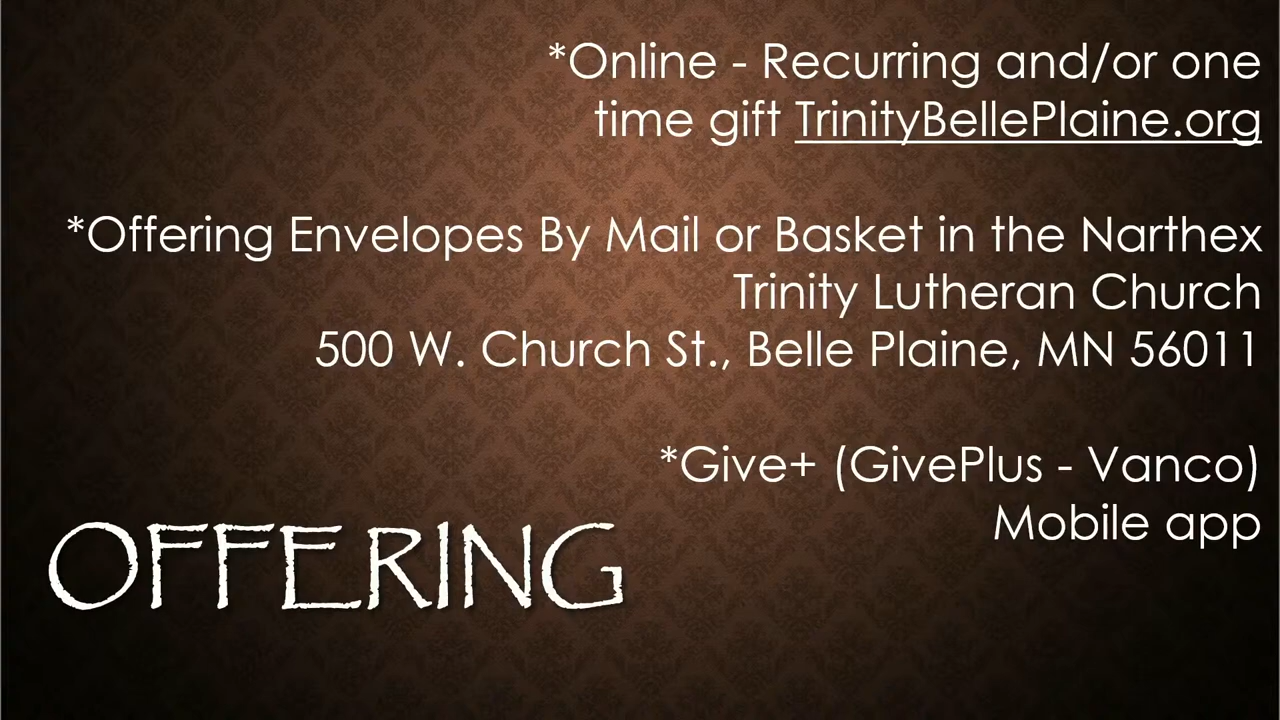 *Online - Recurring and/or one
time gift TrinityBellePlaine.org
*Offering Envelopes By Mail or Basket in the Narthex
Trinity Lutheran Church
500 W. Church St., Belle Plaine, MN 56011
*Give+ (GivePlus - Vanco)
Mobile app
OFFERING